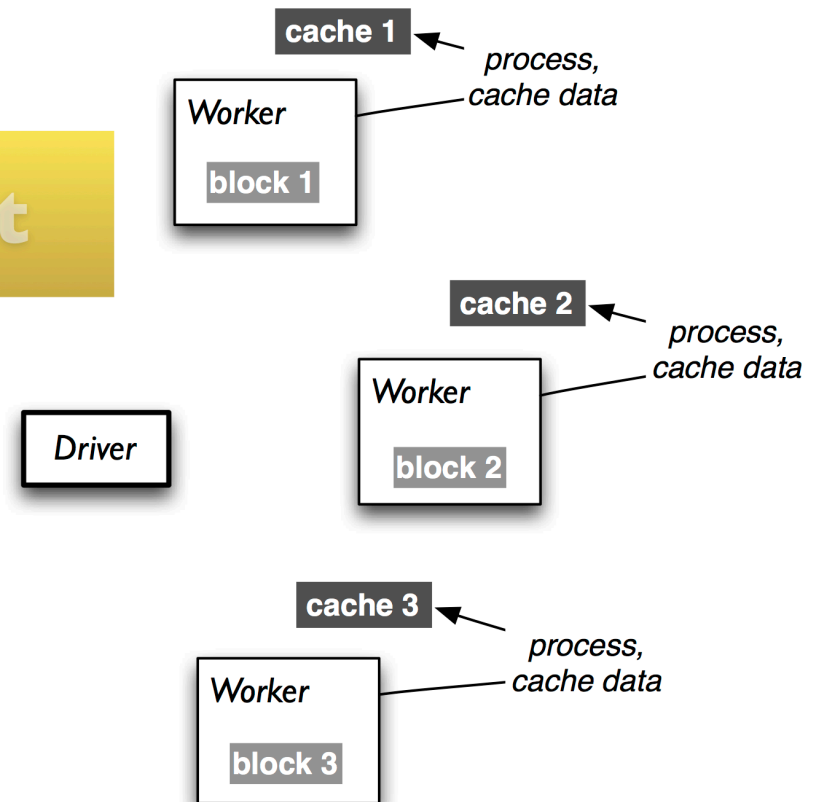 cache 1
process,
cache data
Worker
block 1
t
cache 2
process,
cache data
Worker
block 2
Driver
cache 3
process,
cache data
Worker
block 3